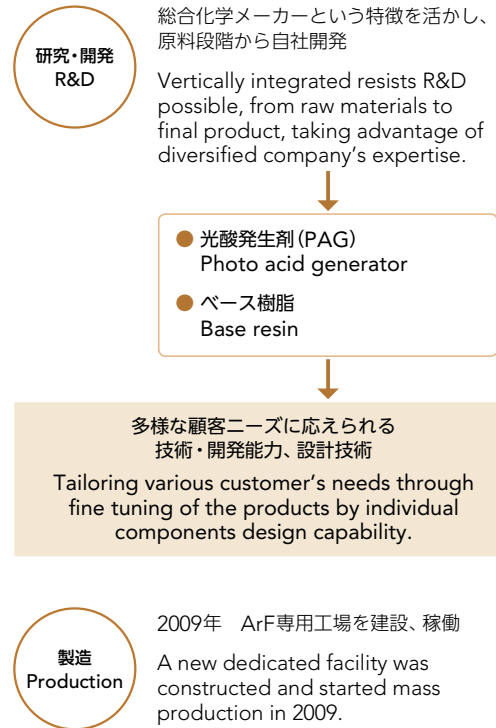 研究・開発
R&D
総合化学メーカーという特徴を活かし、
原料段階から自社開発
Vertically integrated resists R&D
possible, from raw materials to
final product, taking advantage of
diversified company's expertise.
● 光酸発生剤(PAG)
Photo acid generator
● ベース樹脂
Base resin
多様な顧客ニーズに応えられる
技術・開発能力、設計技術
Tailoring various customer's needs through
fine tuning of the products by individual
components design capability.
製造
Production
2009年　ArF専用工場を建設、稼働
A new dedicated facility was
constructed and started mass
production in 2009.